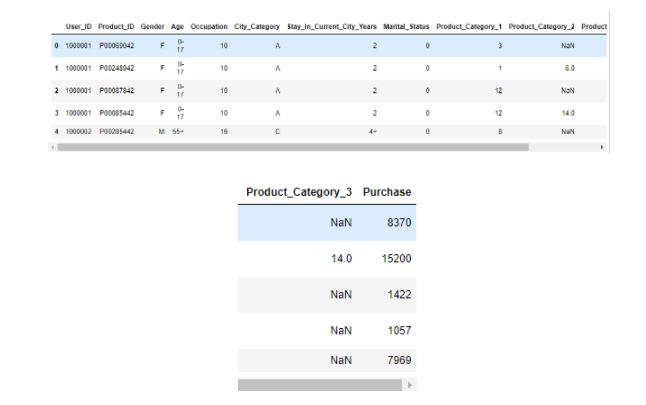 User_ID Product_ID Gender Age Occupation City_Category Stay_In_Current_City_Years Marital_Status Product_Category_1 Product_Category_2 Product
0 1000001 P00069042 F 0-17 10 A 2 0 3 NaN
1 1000001 P00248942 F 0-17 10 A 2 0 1 6.0
2 1000001 P00087842 F 0-17 10 A 2 0 12 NaN
3 1000001 P00085442 F 0-17 10 A 2 0 12 14.0
4 1000002 P00285442 M 55+ 16 C 4+ 0 8 NaN
Product_Category_3 Purchase
NaN 8370
14.0 15200
NaN 1422
NaN 1057
NaN 7969